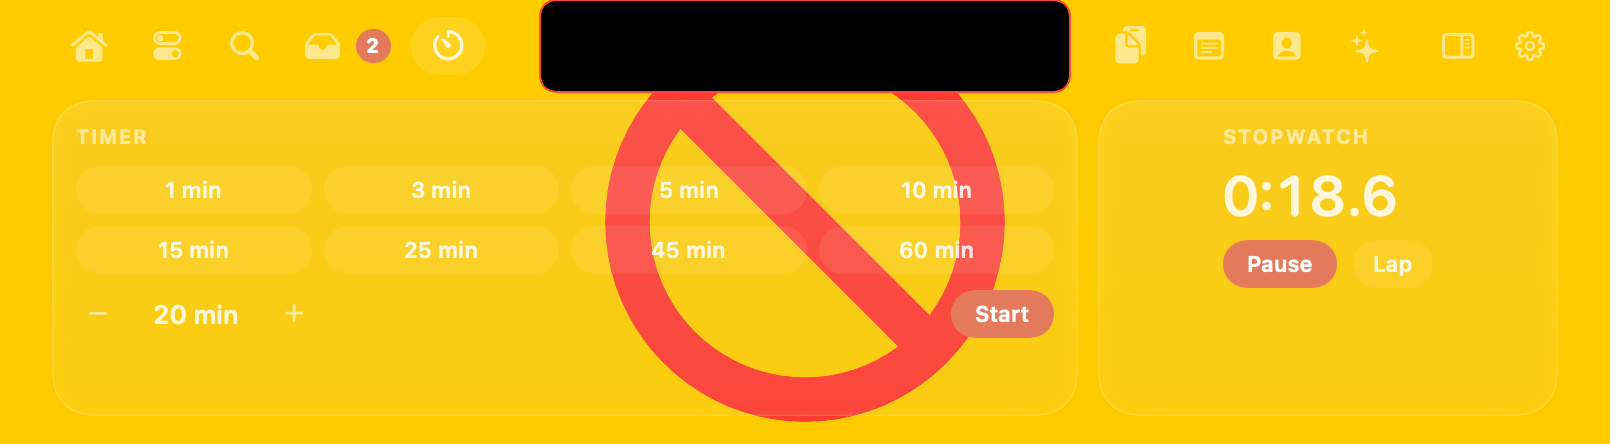 2
TIMER
1 min 3 min 5 min 10 min
15 min 25 min 45 min 60 min
− 20 min + Start
STOPWATCH
0:18.6
Pause Lap